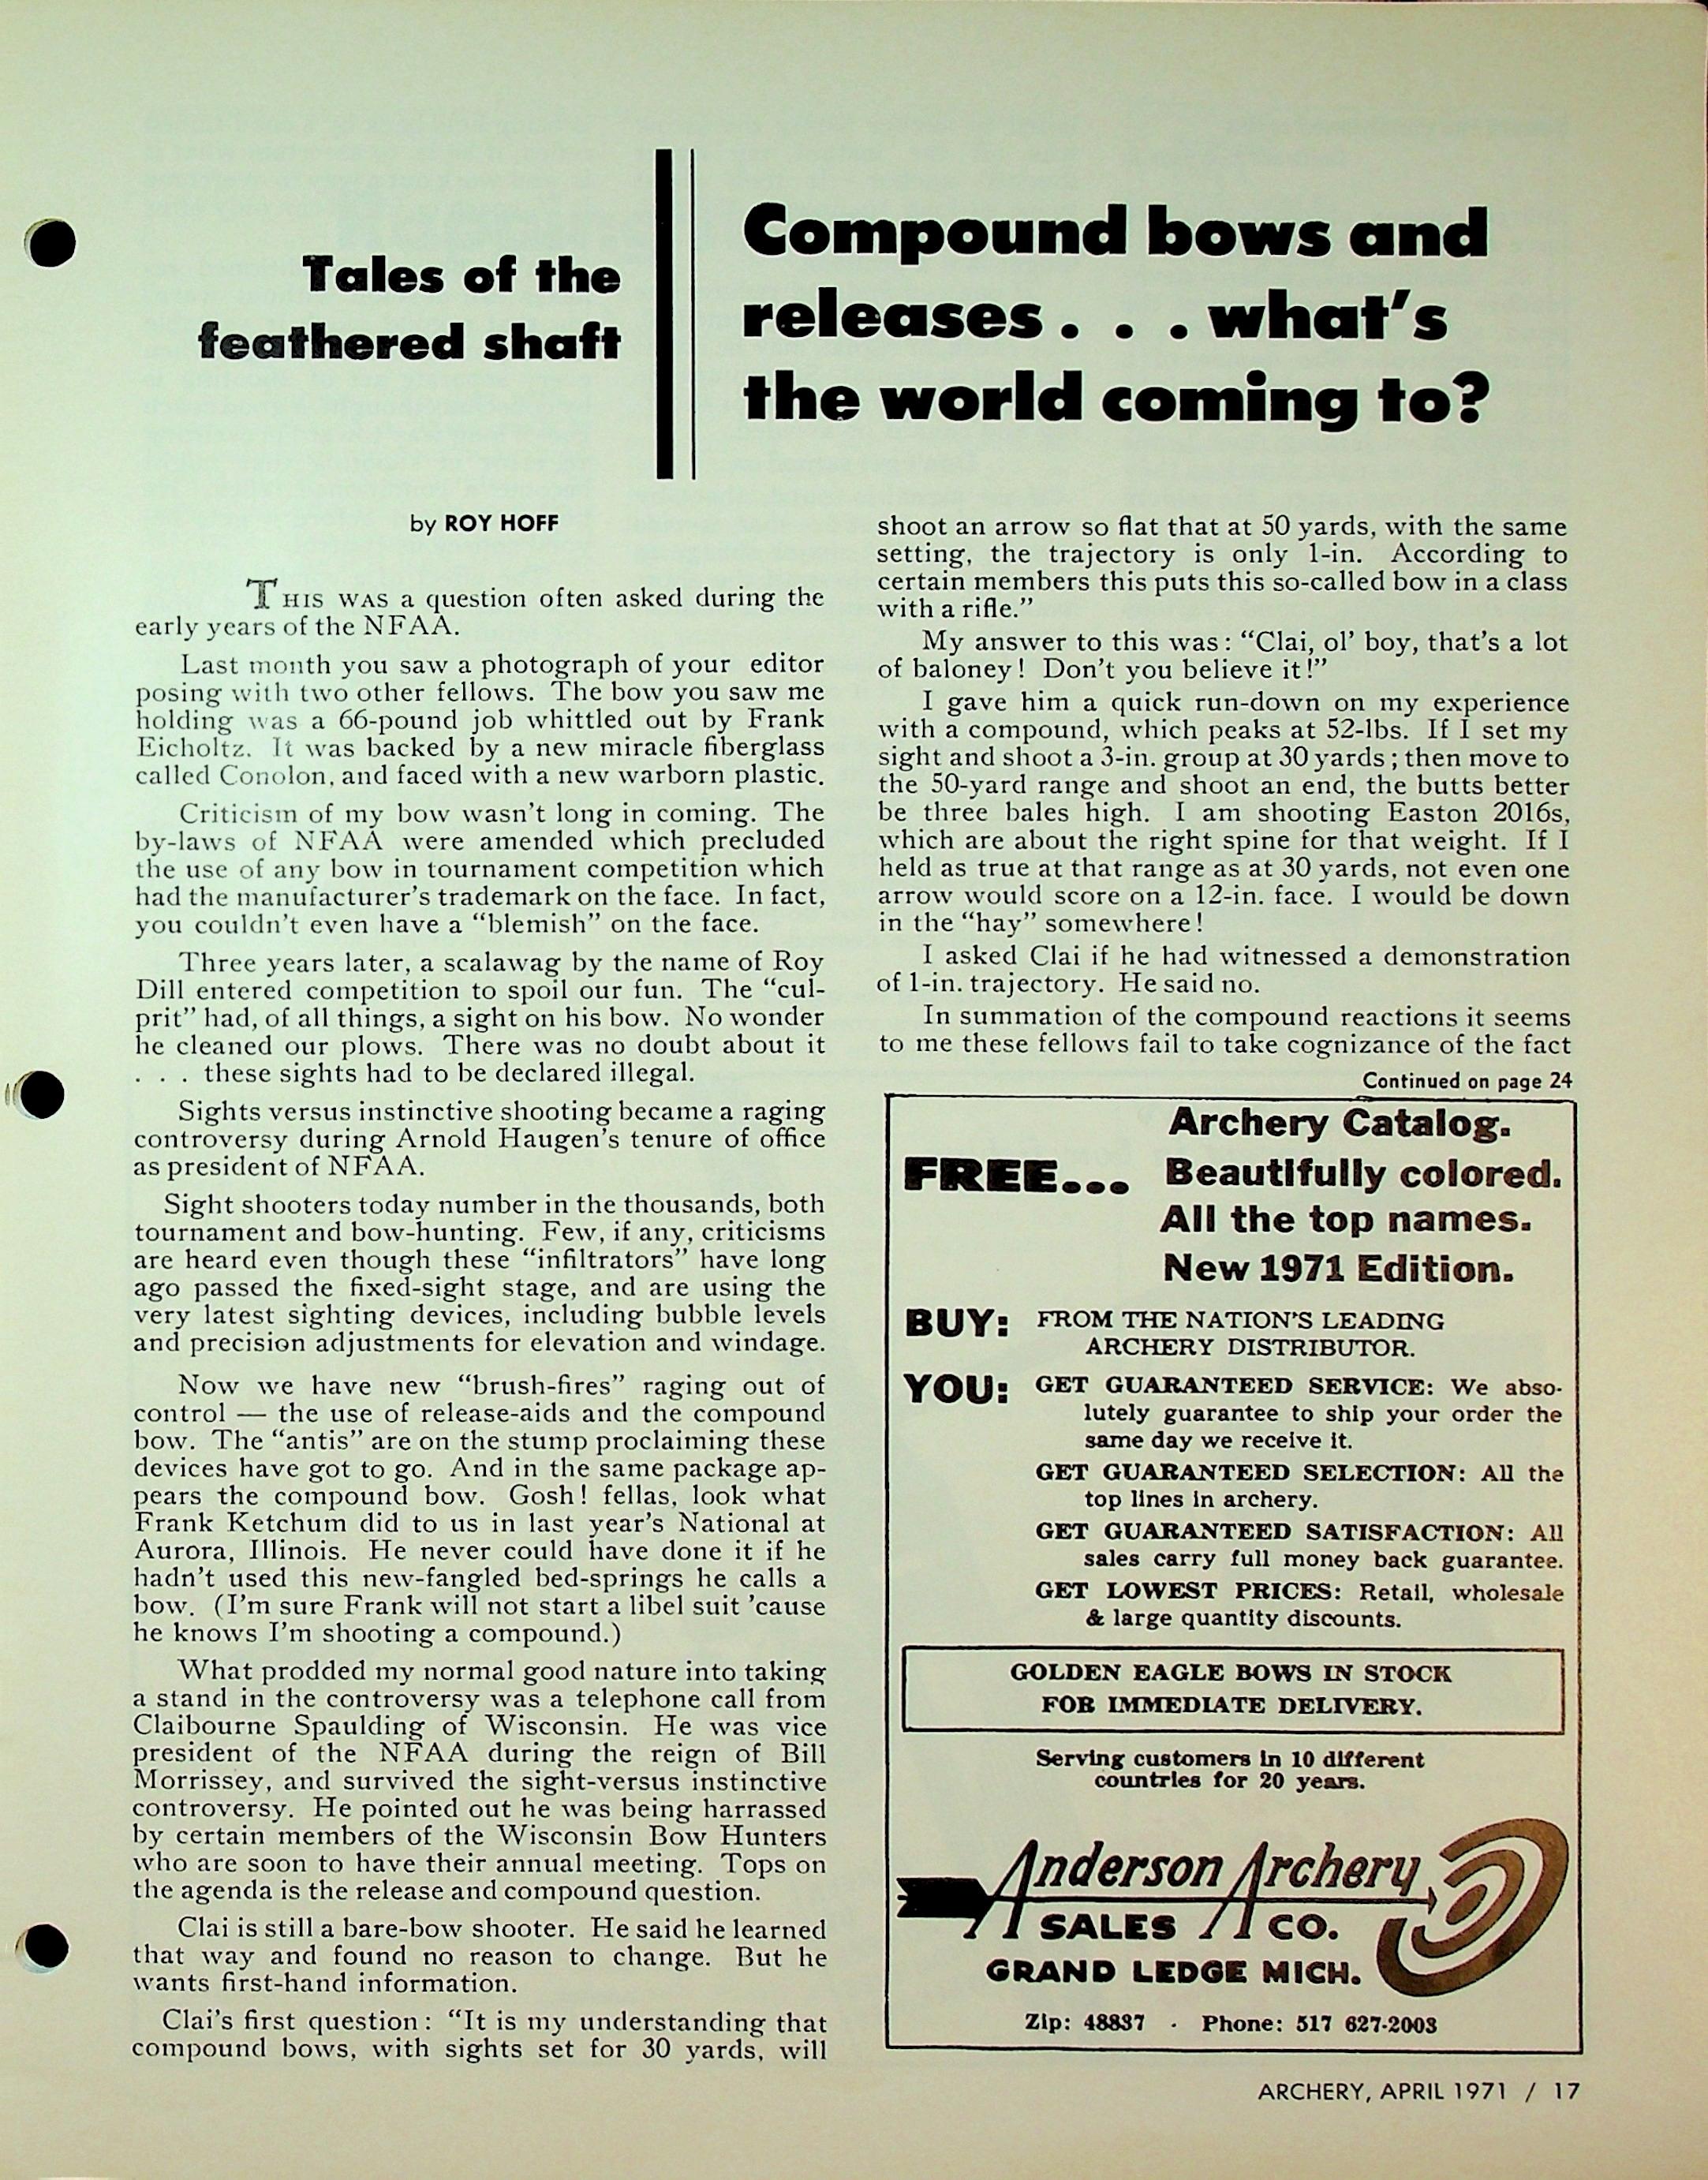 Tales of the
feathered shaft
Compound bows and
releases . . . what's
the world coming to?
by ROY HOFF
THIS WAS a question often asked during the
early years of the NFAA.
Last month you saw a photograph of your editor
posing with two other fellows. The bow you saw me
holding was a 66-pound job whittled out by Frank
Eicholtz. It was backed by a new miracle fiberglass
called Conolon, and faced with a new warborn plastic.
Criticism of my bow wasn't long in coming. The
by-laws of NFAA were amended which precluded
the use of any bow in tournament competition which
had the manufacturer's trademark on the face. In fact,
you couldn't even have a "blemish" on the face.
Three years later, a scalawag by the name of Roy
Dill entered competition to spoil our fun. The "cul-
prit" had, of all things, a sight on his bow. No wonder
he cleaned our plows. There was no doubt about it
. . . these sights had to be declared illegal.
Sights versus instinctive shooting became a raging
controversy during Arnold Haugen's tenure of office
as president of NFAA.
Sight shooters today number in the thousands, both
tournament and bow-hunting. Few, if any, criticisms
are heard even though these "infiltrators" have long
ago passed the fixed-sight stage, and are using the
very latest sighting devices, including bubble levels
and precision adjustments for elevation and windage.
Now we have new "brush-fires" raging out of
control — the use of release-aids and the compound
bow. The "antis" are on the stump proclaiming these
devices have got to go. And in the same package ap-
pears the compound bow. Gosh! fellas, look what
Frank Ketchum did to us in last year's National at
Aurora, Illinois. He never could have done it if he
hadn't used this new-fangled bed-springs he calls a
bow. (I'm sure Frank will not start a libel suit 'cause
he knows I'm shooting a compound.)
What prodded my normal good nature into taking
a stand in the controversy was a telephone call from
Claibourne Spaulding of Wisconsin. He was vice
president of the NFAA during the reign of Bill
Morrissey, and survived the sight-versus instinctive
controversy. He pointed out he was being harrassed
by certain members of the Wisconsin Bow Hunters
who are soon to have their annual meeting. Tops on
the agenda is the release and compound question.
Clai is still a bare-bow shooter. He said he learned
that way and found no reason to change. But he
wants first-hand information.
Clai's first question: "It is my understanding that
compound bows, with sights set for 30 yards, will
shoot an arrow so flat that at 50 yards, with the same
setting, the trajectory is only 1-in. According to
certain members this puts this so-called bow in a class
with a rifle."
My answer to this was: "Clai, ol' boy, that's a lot
of baloney! Don't you believe it!"
I gave him a quick run-down on my experience
with a compound, which peaks at 52-lbs. If I set my
sight and shoot a 3-in. group at 30 yards; then move to
the 50-yard range and shoot an end, the butts better
be three bales high. I am shooting Easton 2016s,
which are about the right spine for that weight. If I
held as true at that range as at 30 yards, not even one
arrow would score on a 12-in. face. I would be down
in the "hay" somewhere!
I asked Clai if he had witnessed a demonstration
of 1-in. trajectory. He said no.
In summation of the compound reactions it seems
to me these fellows fail to take cognizance of the fact
Continued on page 24
FREE...
Archery Catalog.
Beautifully colored.
All the top names.
New 1971 Edition.
BUY: FROM THE NATION'S LEADING
ARCHERY DISTRIBUTOR.
YOU: GET GUARANTEED SERVICE: We abso-
lutely guarantee to ship your order the
same day we receive it.
GET GUARANTEED SELECTION: All the
top lines in archery.
GET GUARANTEED SATISFACTION: All
sales carry full money back guarantee.
GET LOWEST PRICES: Retail, wholesale
& large quantity discounts.
GOLDEN EAGLE BOWS IN STOCK
FOR IMMEDIATE DELIVERY.
Serving customers in 10 different
countries for 20 years.
Anderson Archery
SALES CO.
GRAND LEDGE MICH.
Zip: 48837 - Phone: 517 627-2003
ARCHERY, APRIL 1971 / 17